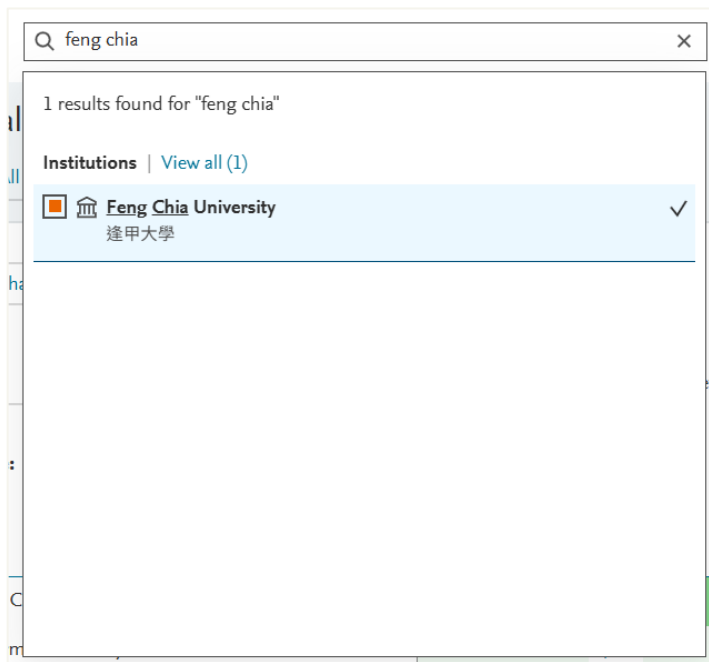 feng chia
1 results found for "feng chia"
Institutions | View all (1)
Feng Chia University
逢甲大學